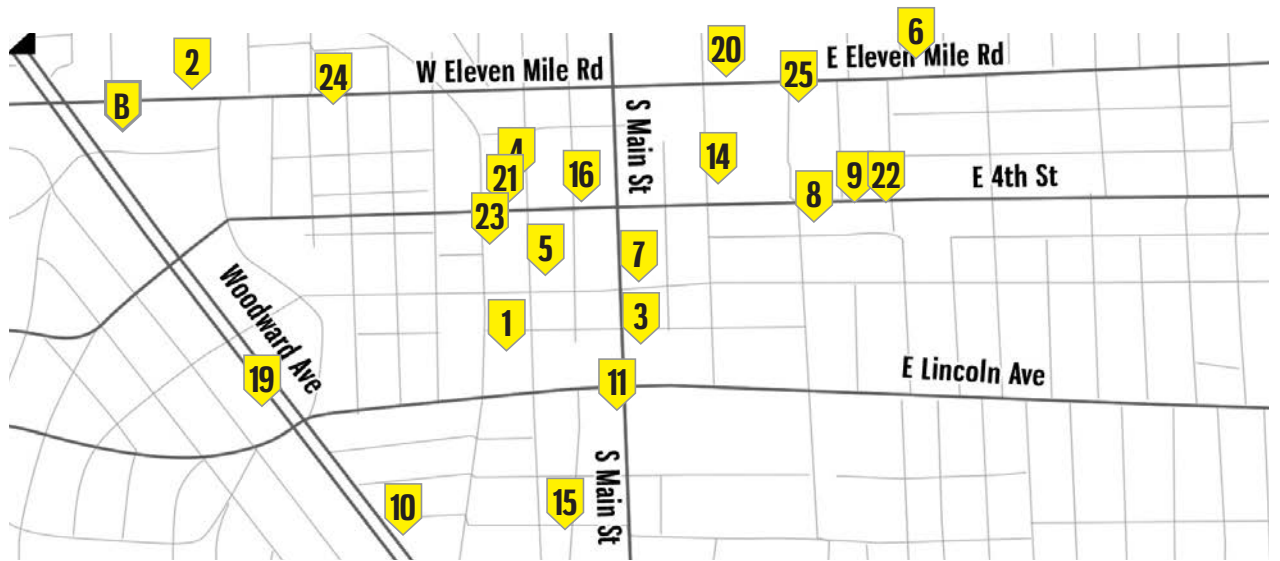 6
2
20
E Eleven Mile Rd
24
W Eleven Mile Rd
25
B
S Main St
4
14
21
16
9
22
E 4th St
8
23
5
7
Woodward Ave
1
3
19
11
E Lincoln Ave
S Main St
10
15